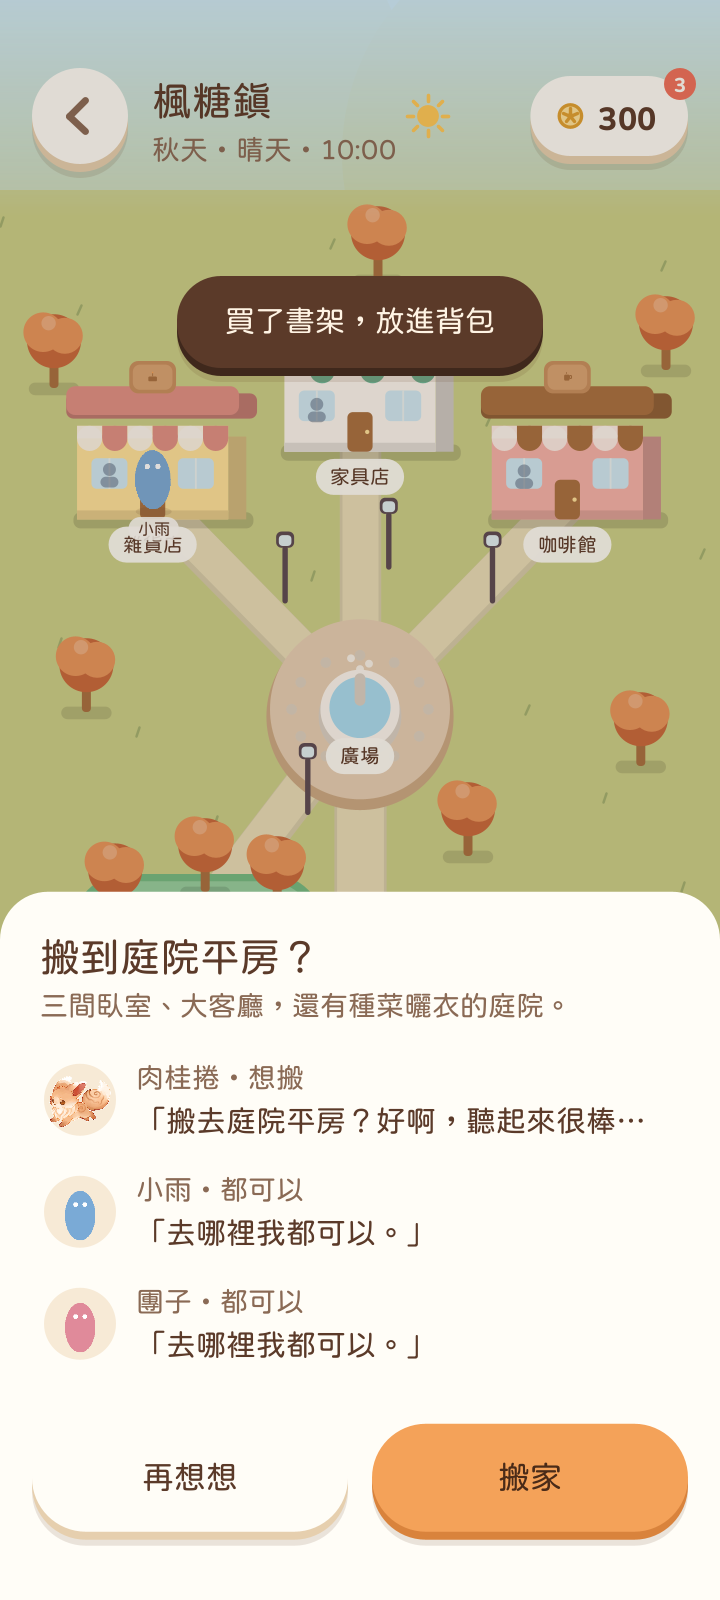 楓糖鎮
秋天・晴天・10:00
300
3
買了書架，放進背包
家具店
小雨
雜貨店
咖啡館
廣場
搬到庭院平房？
三間臥室、大客廳，還有種菜曬衣的庭院。
肉桂捲・想搬
「搬去庭院平房？好啊，聽起來很棒…
小雨・都可以
「去哪裡我都可以。」
團子・都可以
「去哪裡我都可以。」
再想想
搬家